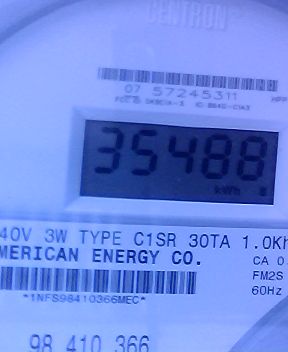 CENTRON
07 57245311
35488
kWh
40V 3W TYPE C1SR 30TA 1.0Kh
MERICAN ENERGY CO.
CA 0.
FM2S
60Hz
*1NFS98410366MEC*
98 410 366